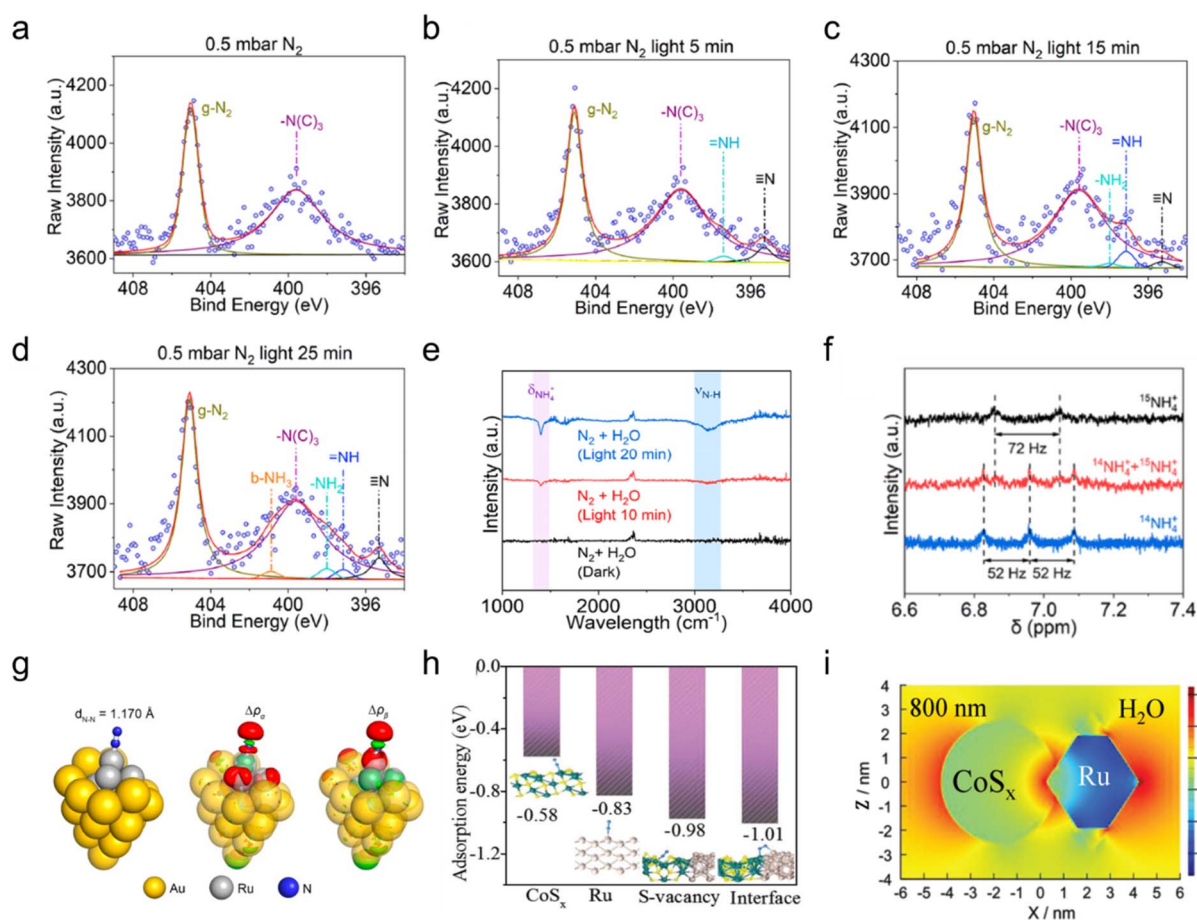 a
0.5 mbar N₂
Raw Intensity (a.u.)
4200
4000
3800
3600
g-N₂
-N(C)₃
408
404
400
396
Bind Energy (eV)
b
0.5 mbar N₂ light 5 min
Raw Intensity (a.u.)
4200
4000
3800
3600
g-N₂
-N(C)₃
=NH
≡N
408
404
400
396
Bind Energy (eV)
c
0.5 mbar N₂ light 15 min
Raw Intensity (a.u.)
4300
4100
3900
3700
g-N₂
-N(C)₃
=NH
-NH₂
≡N
408
404
400
396
Bind Energy (eV)
d
0.5 mbar N₂ light 25 min
Raw Intensity (a.u.)
4300
4100
3900
3700
g-N₂
-N(C)₃
=NH
b-NH₃
-NH₂
≡N
408
404
400
396
Bind Energy (eV)
e
Intensity (a.u.)
δNH₄⁺
νN-H
N₂ + H₂O
(Light 20 min)
N₂ + H₂O
(Light 10 min)
N₂+ H₂O
(Dark)
1000
2000
3000
4000
Wavelength (cm⁻¹)
f
Intensity (a.u.)
¹⁵NH₄⁺
72 Hz
¹⁴NH₄⁺+¹⁵NH₄⁺
¹⁴NH₄⁺
52 Hz
52 Hz
6.6
6.8
7.0
7.2
7.4
δ (ppm)
g
dN-N = 1.170 Å
Δρα
Δρβ
Au
Ru
N
h
Adsorption energy (eV)
0.0
-0.4
-0.8
-1.2
-0.58
-0.83
-0.98
-1.01
CoSₓ
Ru
S-vacancy
Interface
i
Z / nm
4
3
2
1
0
-1
-2
-3
-4
800 nm
H₂O
CoSₓ
Ru
-6
-5
-4
-3
-2
-1
0
1
2
3
4
5
6
X / nm